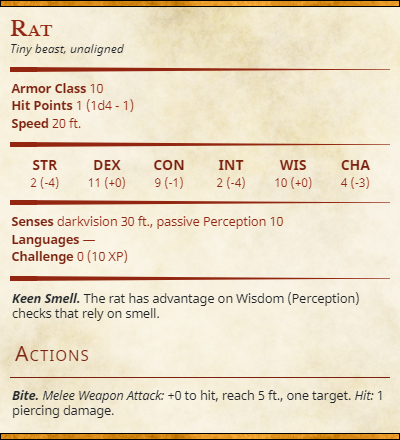 Rat
Tiny beast, unaligned
Armor Class 10
Hit Points 1 (1d4 - 1)
Speed 20 ft.
STR DEX CON INT WIS CHA
2 (-4) 11 (+0) 9 (-1) 2 (-4) 10 (+0) 4 (-3)
Senses darkvision 30 ft., passive Perception 10
Languages —
Challenge 0 (10 XP)
Keen Smell. The rat has advantage on Wisdom (Perception)
checks that rely on smell.
Actions
Bite. Melee Weapon Attack: +0 to hit, reach 5 ft., one target. Hit: 1
piercing damage.